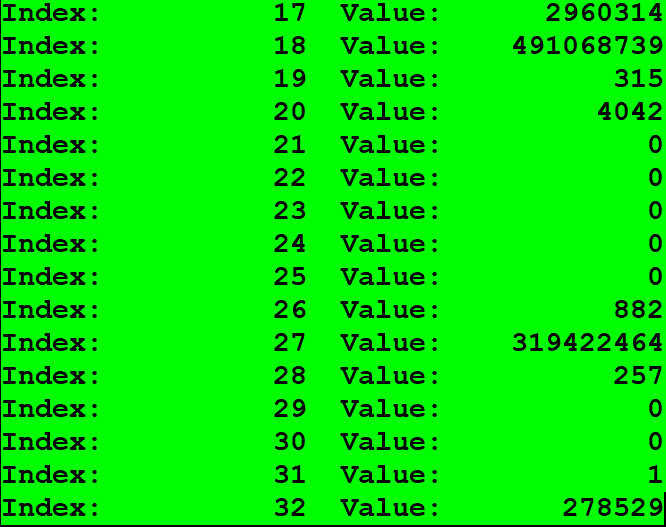 Index: 17 Value: 2960314
Index: 18 Value: 491068739
Index: 19 Value: 315
Index: 20 Value: 4042
Index: 21 Value: 0
Index: 22 Value: 0
Index: 23 Value: 0
Index: 24 Value: 0
Index: 25 Value: 0
Index: 26 Value: 882
Index: 27 Value: 319422464
Index: 28 Value: 257
Index: 29 Value: 0
Index: 30 Value: 0
Index: 31 Value: 1
Index: 32 Value: 278529